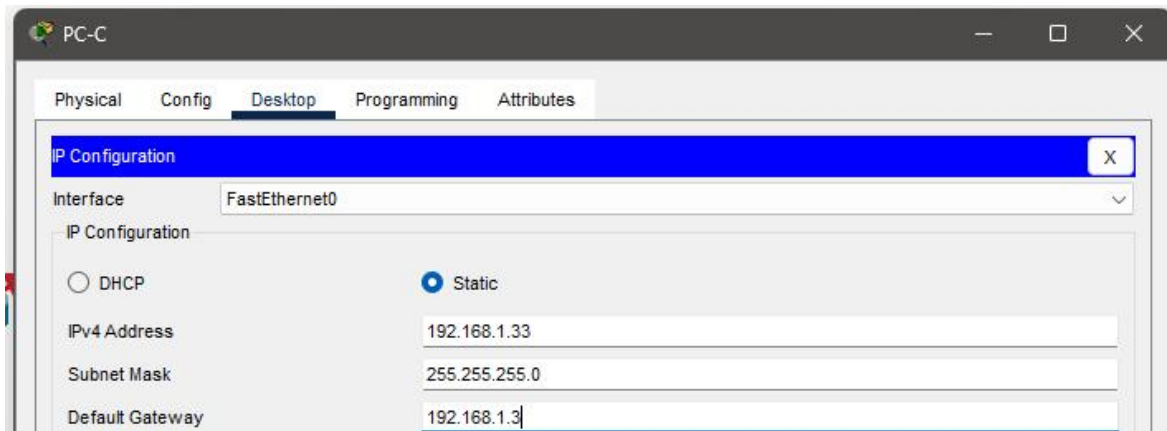 PC-C
Physical Config Desktop Programming Attributes
IP Configuration X
Interface FastEthernet0
IP Configuration
DHCP Static
IPv4 Address 192.168.1.33
Subnet Mask 255.255.255.0
Default Gateway 192.168.1.3